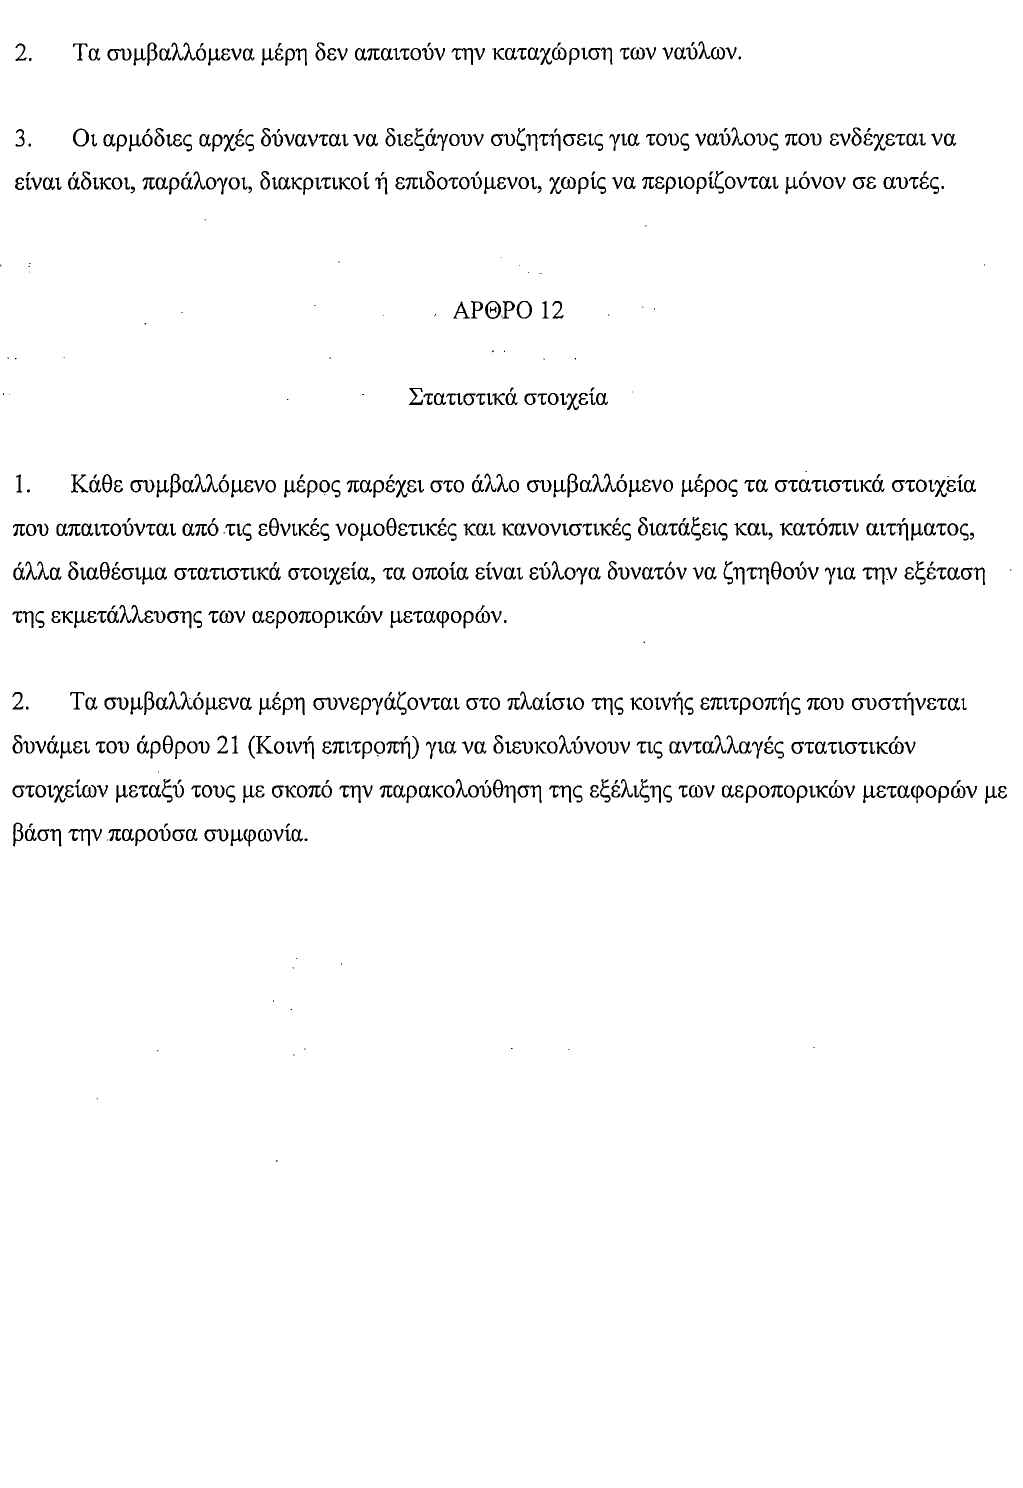 2. Τα συμβαλλόμενα μέρη δεν απαιτούν την καταχώριση των ναύλων.
3. Οι αρμόδιες αρχές δύνανται να διεξάγουν συζητήσεις για τους ναύλους που ενδέχεται να
είναι άδικοι, παράλογοι, διακριτικοί ή επιδοτούμενοι, χωρίς να περιορίζονται μόνον σε αυτές.
ΑΡΘΡΟ 12
Στατιστικά στοιχεία
1. Κάθε συμβαλλόμενο μέρος παρέχει στο άλλο συμβαλλόμενο μέρος τα στατιστικά στοιχεία
που απαιτούνται από τις εθνικές νομοθετικές και κανονιστικές διατάξεις και, κατόπιν αιτήματος,
άλλα διαθέσιμα στατιστικά στοιχεία, τα οποία είναι εύλογα δυνατόν να ζητηθούν για την εξέταση
της εκμετάλλευσης των αεροπορικών μεταφορών.
2. Τα συμβαλλόμενα μέρη συνεργάζονται στο πλαίσιο της κοινής επιτροπής που συστήνεται
δυνάμει του άρθρου 21 (Κοινή επιτροπή) για να διευκολύνουν τις ανταλλαγές στατιστικών
στοιχείων μεταξύ τους με σκοπό την παρακολούθηση της εξέλιξης των αεροπορικών μεταφορών με
βάση την παρούσα συμφωνία.